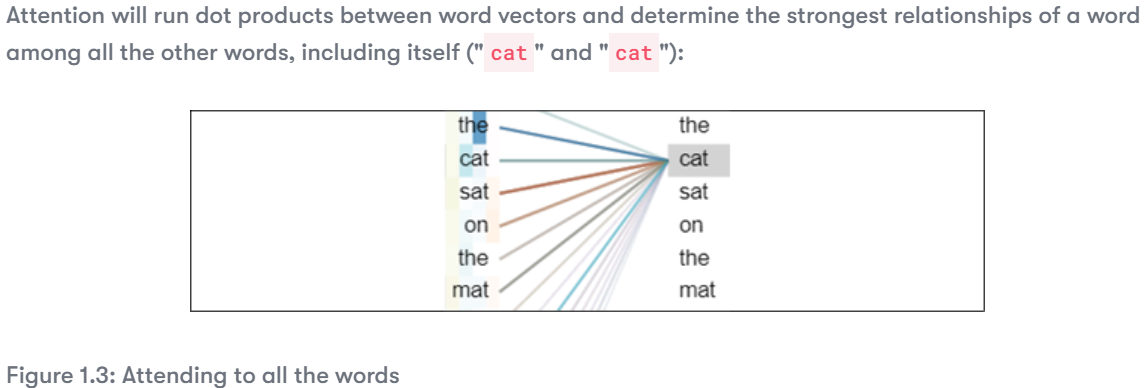 Attention will run dot products between word vectors and determine the strongest relationships of a word
among all the other words, including itself ("cat" and "cat"):
the the
cat cat
sat sat
on on
the the
mat mat
Figure 1.3: Attending to all the words